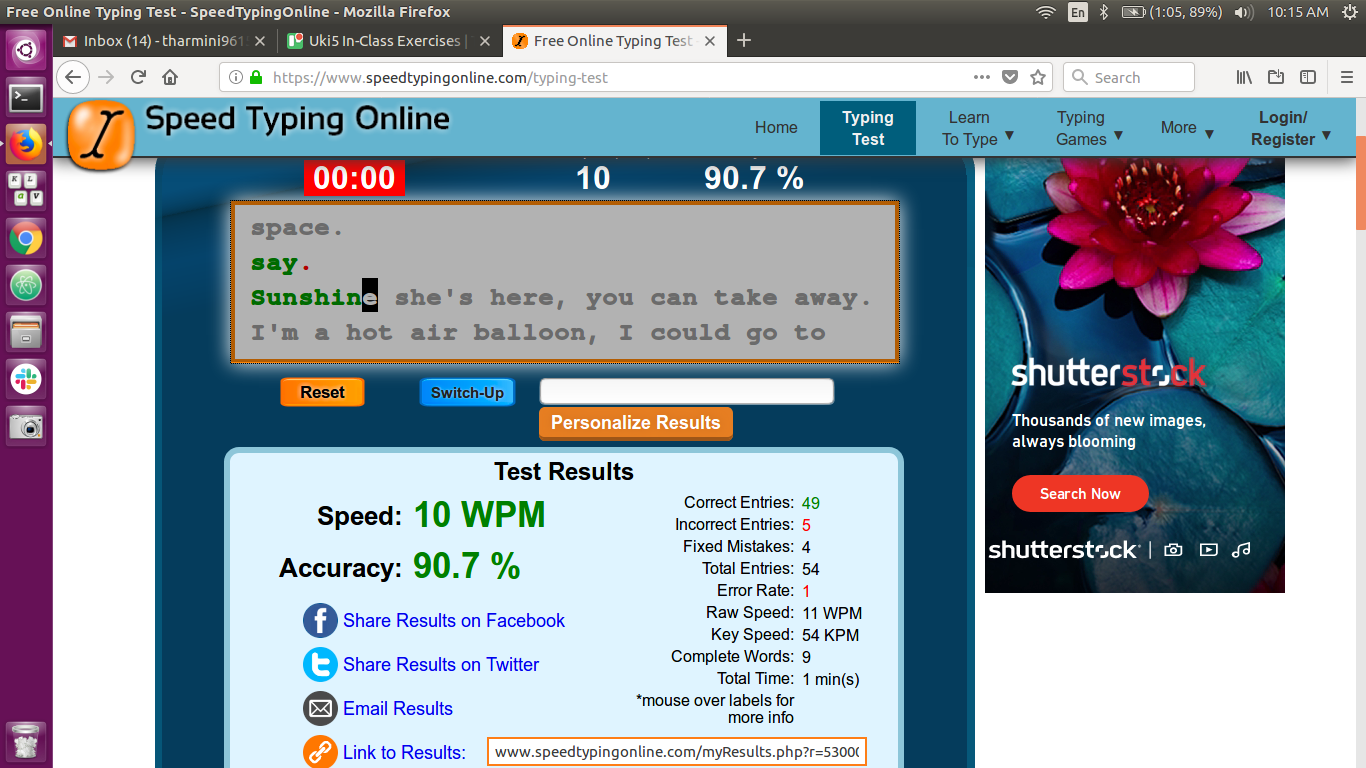 Free Online Typing Test - SpeedTypingOnline - Mozilla Firefox
En (1:05, 89%) 10:15 AM
Inbox (14) - tharmini961
Uki5 In-Class Exercises |
Free Online Typing Test -
https://www.speedtypingonline.com/typing-test
Search
Speed Typing Online
Home
Typing Test
Learn To Type ▼
Typing Games ▼
More ▼
Login/ Register ▼
00:00 10 90.7 %
space.
say.
Sunshine she's here, you can take away.
I'm a hot air balloon, I could go to
Reset Switch-Up
Personalize Results
Test Results
Speed: 10 WPM
Accuracy: 90.7 %
Share Results on Facebook
Share Results on Twitter
Email Results
Link to Results: www.speedtypingonline.com/myResults.php?r=5300
Correct Entries: 49
Incorrect Entries: 5
Fixed Mistakes: 4
Total Entries: 54
Error Rate: 1
Raw Speed: 11 WPM
Key Speed: 54 KPM
Complete Words: 9
Total Time: 1 min(s)
*mouse over labels for
more info
shutterstock
Thousands of new images,
always blooming
Search Now
shutterstock
K L
a V